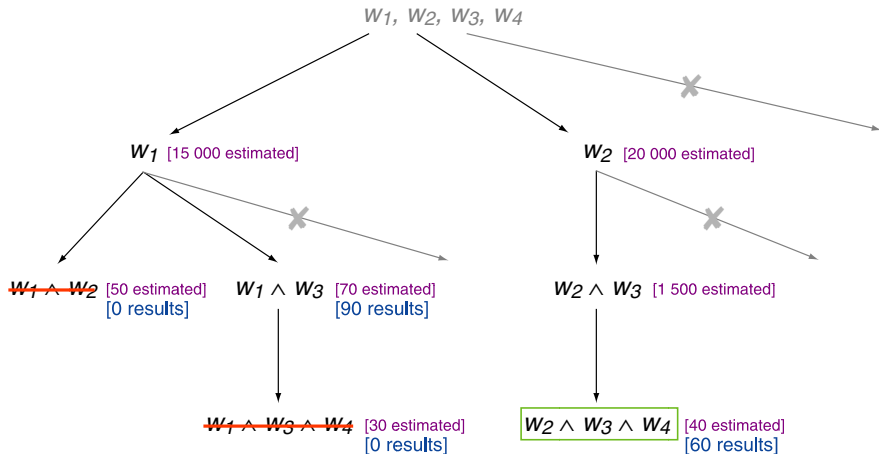 w1, w2, w3, w4
w1 [15 000 estimated]
w2 [20 000 estimated]
w1 ∧ w2 [50 estimated]
[0 results]
w1 ∧ w3 [70 estimated]
[90 results]
w2 ∧ w3 [1 500 estimated]
w1 ∧ w3 ∧ w4 [30 estimated]
[0 results]
w2 ∧ w3 ∧ w4 [40 estimated]
[60 results]